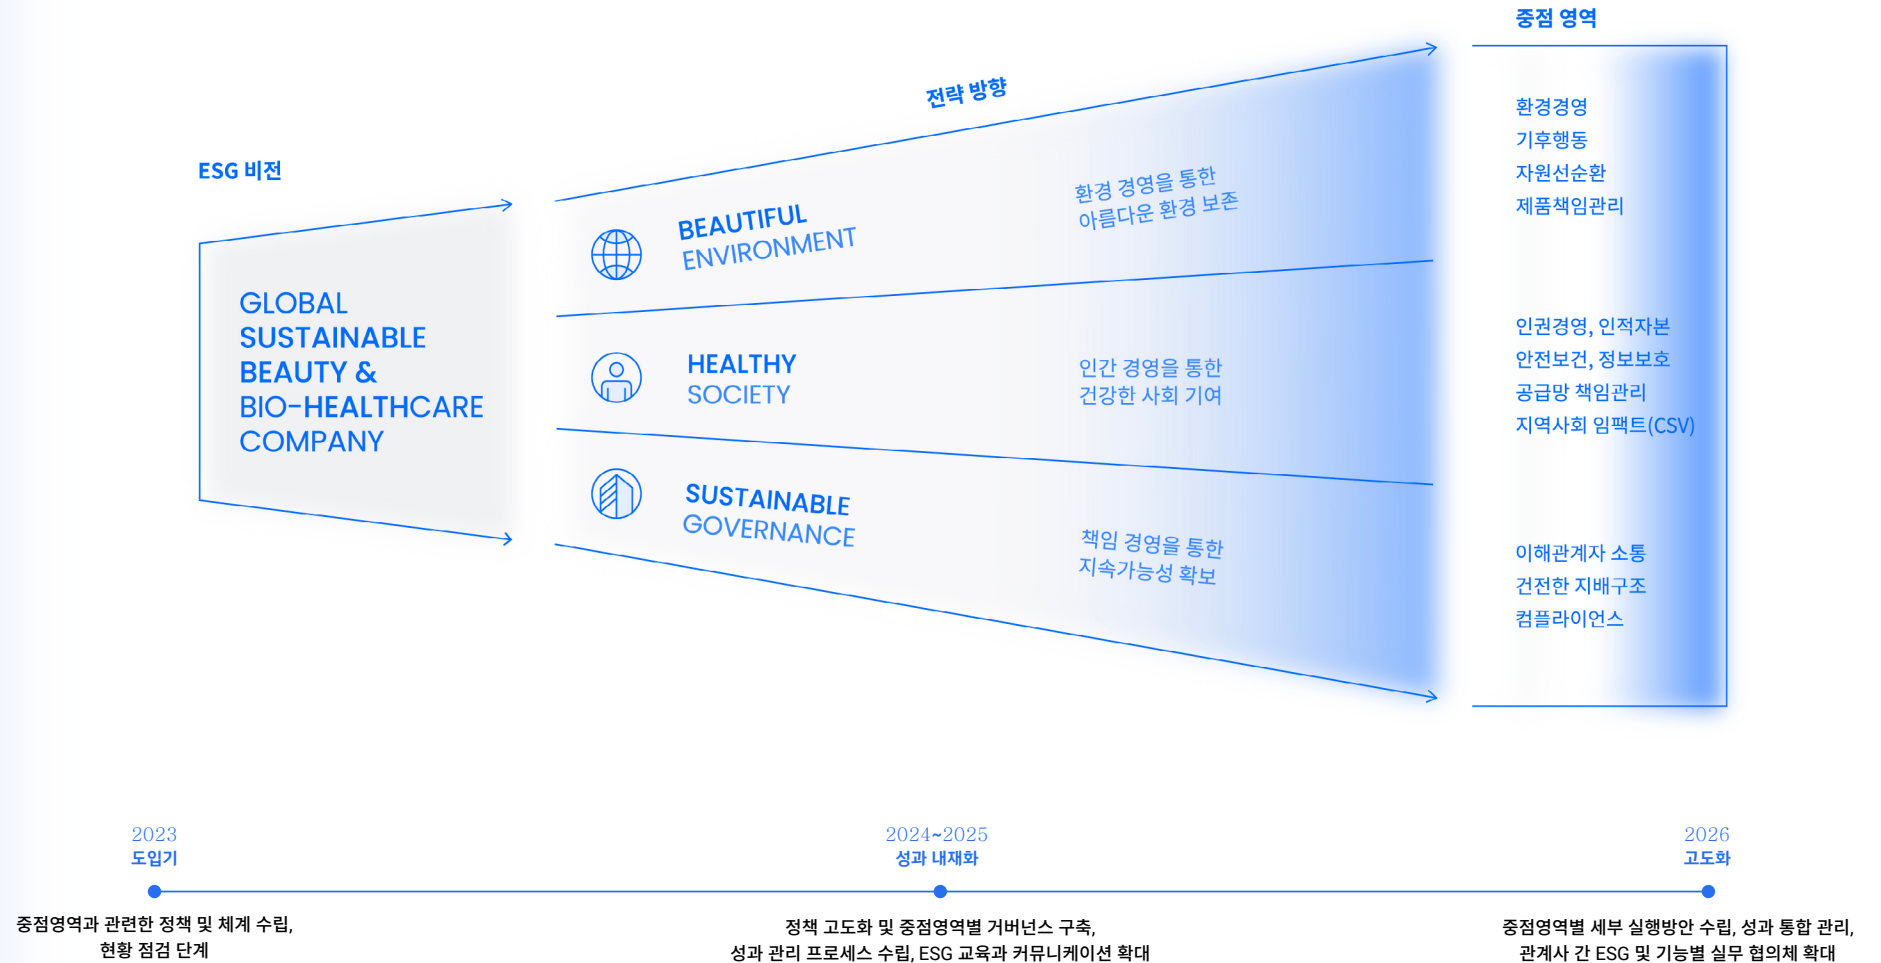 ESG 비전
GLOBAL
SUSTAINABLE
BEAUTY &
BIO-HEALTHCARE
COMPANY
전략 방향
BEAUTIFUL
ENVIRONMENT
환경 경영을 통한
아름다운 환경 보존
HEALTHY
SOCIETY
인간 경영을 통한
건강한 사회 기여
SUSTAINABLE
GOVERNANCE
책임 경영을 통한
지속가능성 확보
중점 영역
환경경영
기후행동
자원선순환
제품책임관리
인권경영, 인적자본
안전보건, 정보보호
공급망 책임관리
지역사회 임팩트(CSV)
이해관계자 소통
건전한 지배구조
컴플라이언스
2023
도입기
중점영역과 관련한 정책 및 체계 수립,
현황 점검 단계
2024~2025
성과 내재화
정책 고도화 및 중점영역별 거버넌스 구축,
성과 관리 프로세스 수립, ESG 교육과 커뮤니케이션 확대
2026
고도화
중점영역별 세부 실행방안 수립, 성과 통합 관리,
관계사 간 ESG 및 기능별 실무 협의체 확대